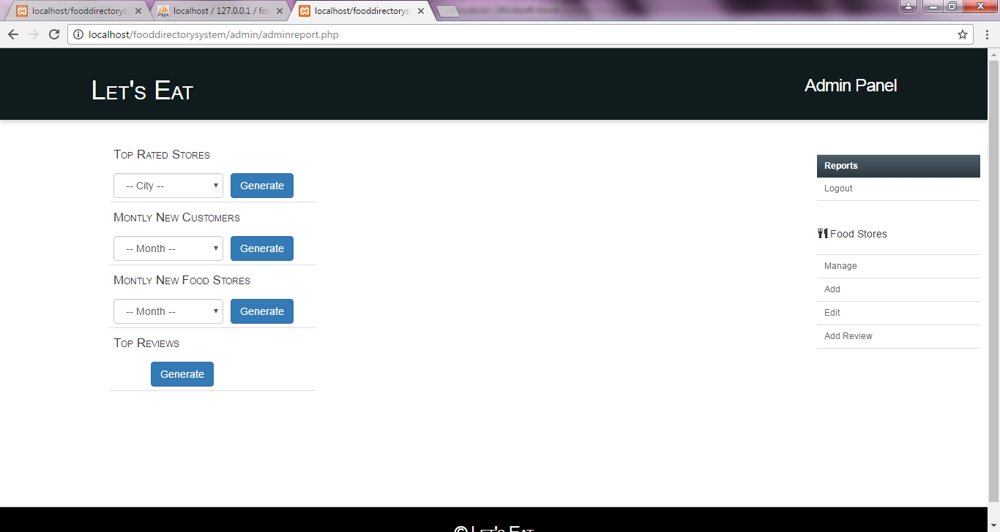 localhost/fooddirectorys
localhost / 127.0.0.1 / foo
localhost/fooddirectorys
localhost/fooddirectorysystem/admin/adminreport.php
Let's Eat
Admin Panel
Top Rated Stores
-- City --
Generate
Montly New Customers
-- Month --
Generate
Montly New Food Stores
-- Month --
Generate
Top Reviews
Generate
Reports
Logout
Food Stores
Manage
Add
Edit
Add Review
© Let's Eat